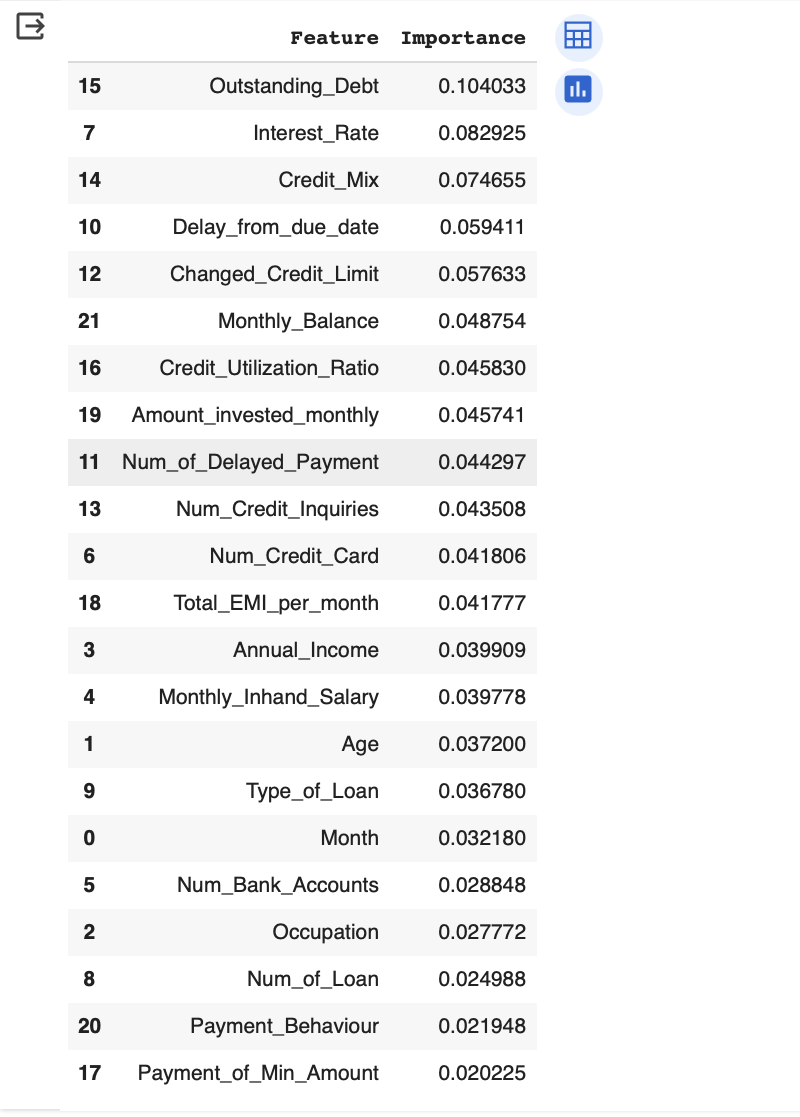 Feature Importance
15 Outstanding_Debt 0.104033
7 Interest_Rate 0.082925
14 Credit_Mix 0.074655
10 Delay_from_due_date 0.059411
12 Changed_Credit_Limit 0.057633
21 Monthly_Balance 0.048754
16 Credit_Utilization_Ratio 0.045830
19 Amount_invested_monthly 0.045741
11 Num_of_Delayed_Payment 0.044297
13 Num_Credit_Inquiries 0.043508
6 Num_Credit_Card 0.041806
18 Total_EMI_per_month 0.041777
3 Annual_Income 0.039909
4 Monthly_Inhand_Salary 0.039778
1 Age 0.037200
9 Type_of_Loan 0.036780
0 Month 0.032180
5 Num_Bank_Accounts 0.028848
2 Occupation 0.027772
8 Num_of_Loan 0.024988
20 Payment_Behaviour 0.021948
17 Payment_of_Min_Amount 0.020225